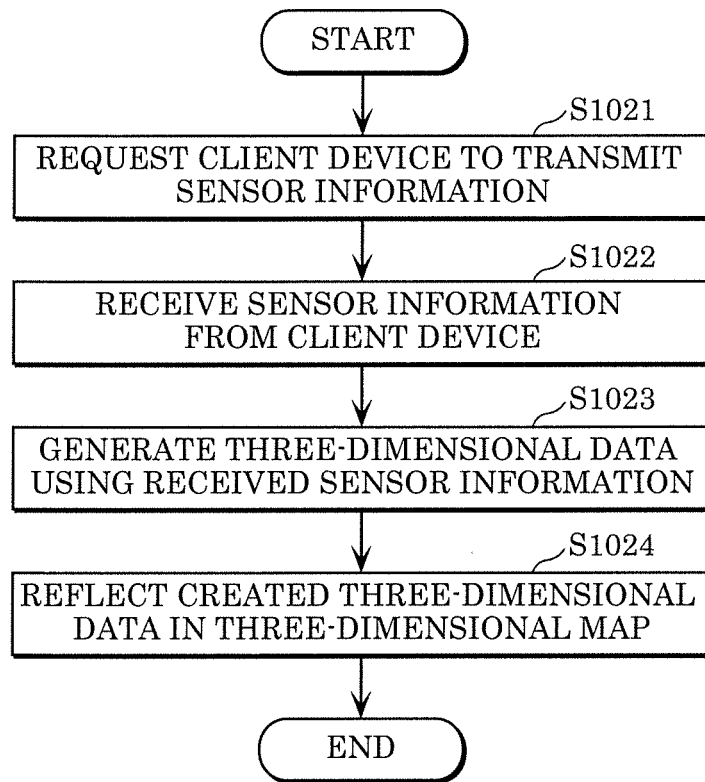 START
S1021
REQUEST CLIENT DEVICE TO TRANSMIT
SENSOR INFORMATION
S1022
RECEIVE SENSOR INFORMATION
FROM CLIENT DEVICE
S1023
GENERATE THREE-DIMENSIONAL DATA
USING RECEIVED SENSOR INFORMATION
S1024
REFLECT CREATED THREE-DIMENSIONAL
DATA IN THREE-DIMENSIONAL MAP
END